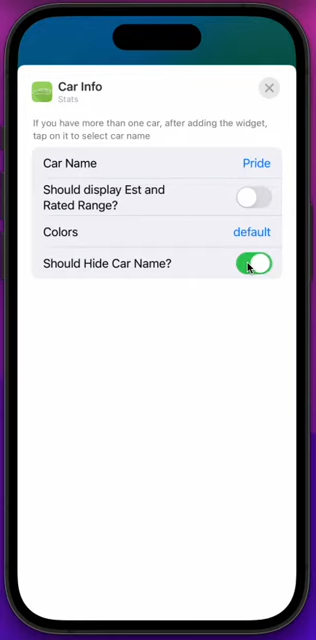 Car Info
Stats
If you have more than one car, after adding the widget,
tap on it to select car name
Car Name Pride
Should display Est and
Rated Range?
Colors default
Should Hide Car Name?